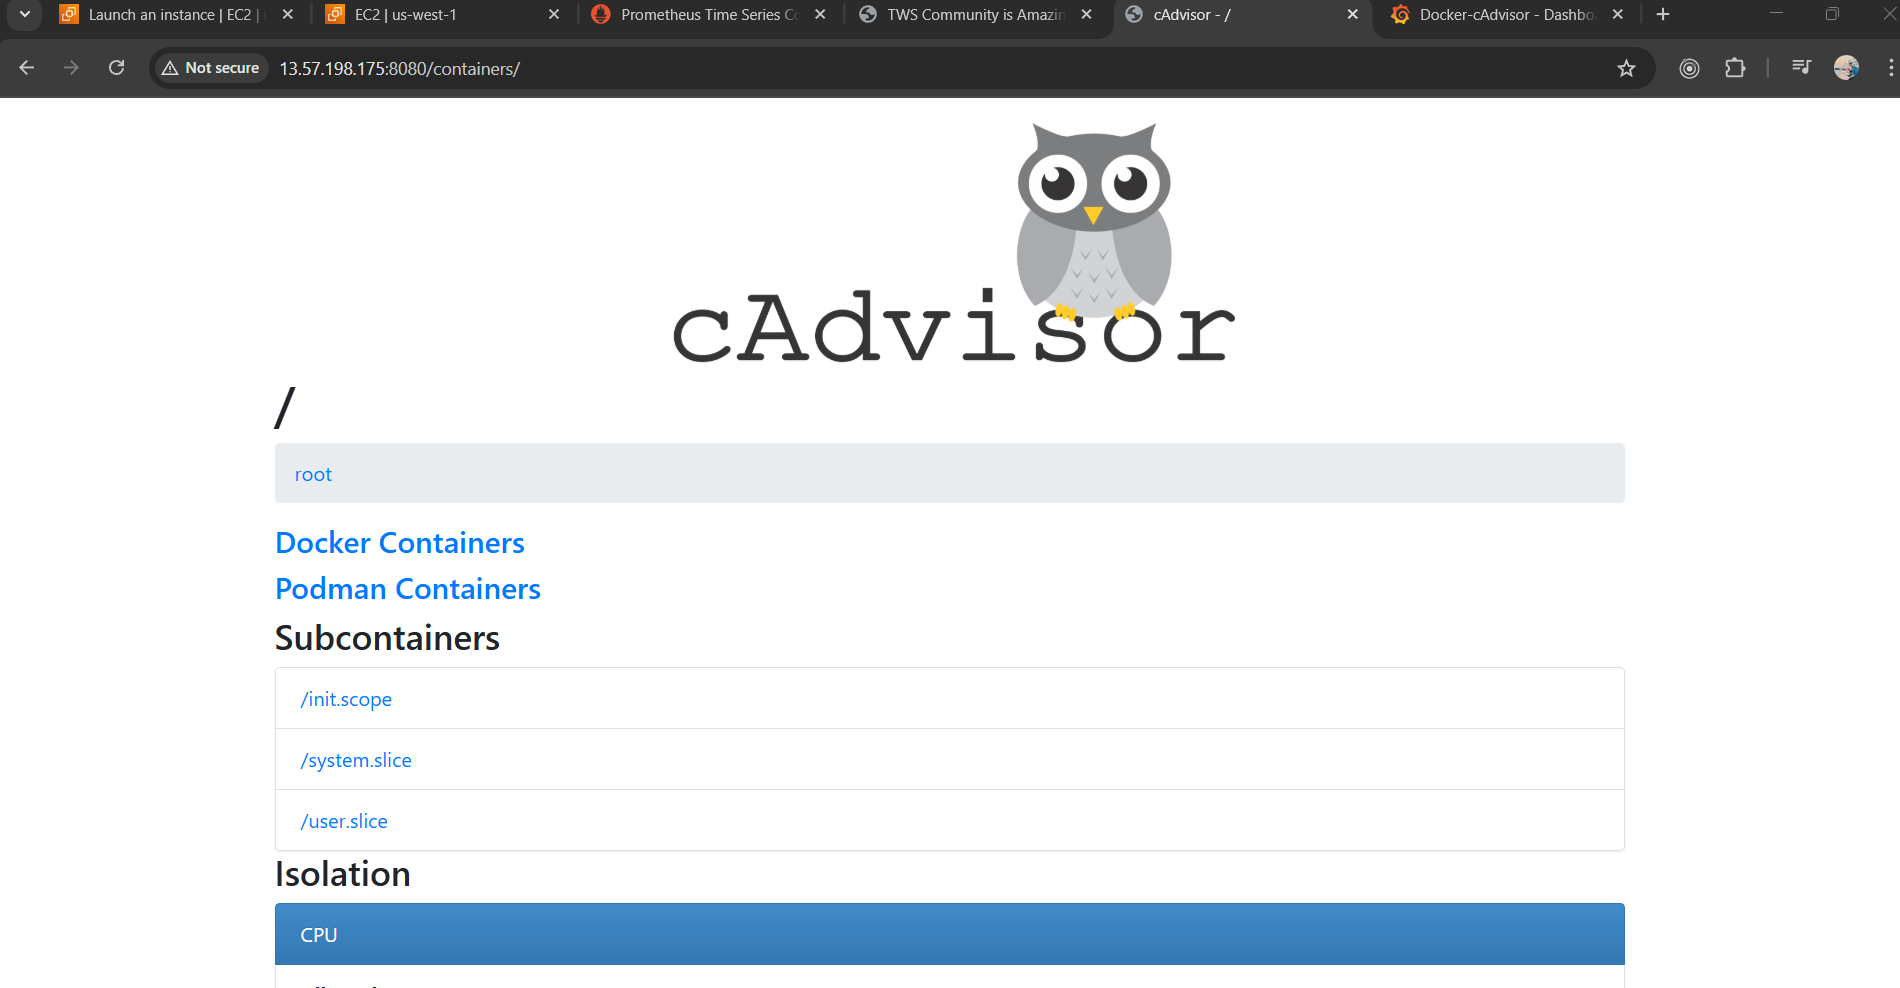 Launch an instance | EC2 |
EC2 | us-west-1
Prometheus Time Series Co
TWS Community is Amazin
cAdvisor - /
Docker-cAdvisor - Dashbo
Not secure
13.57.198.175:8080/containers/
cAdvisor
/
root
Docker Containers
Podman Containers
Subcontainers
/init.scope
/system.slice
/user.slice
Isolation
CPU